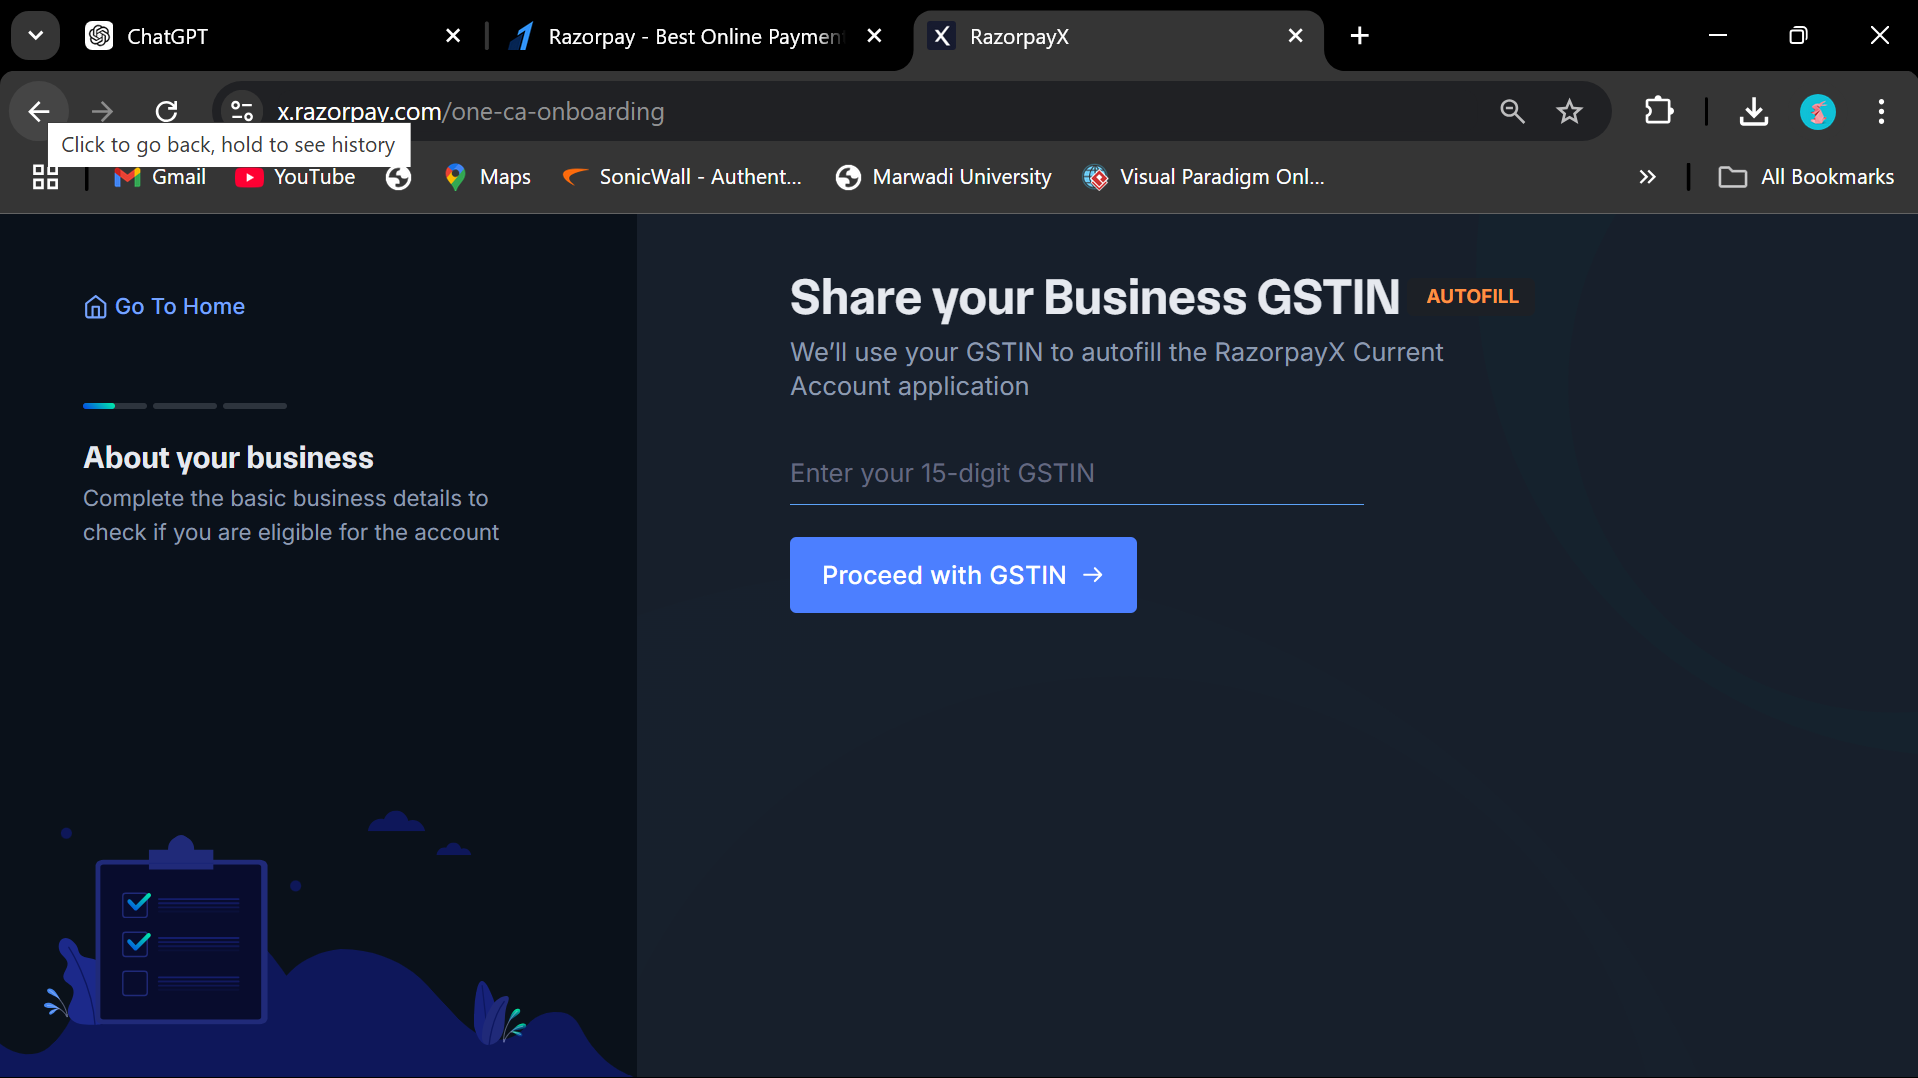 ChatGPT
Razorpay - Best Online Paymen
RazorpayX
x.razorpay.com/one-ca-onboarding
Click to go back, hold to see history
Gmail
YouTube
Maps
SonicWall - Authent...
Marwadi University
Visual Paradigm Onl...
All Bookmarks
Go To Home
About your business
Complete the basic business details to
check if you are eligible for the account
Share your Business GSTIN AUTOFILL
We’ll use your GSTIN to autofill the RazorpayX Current
Account application
Enter your 15-digit GSTIN
Proceed with GSTIN →